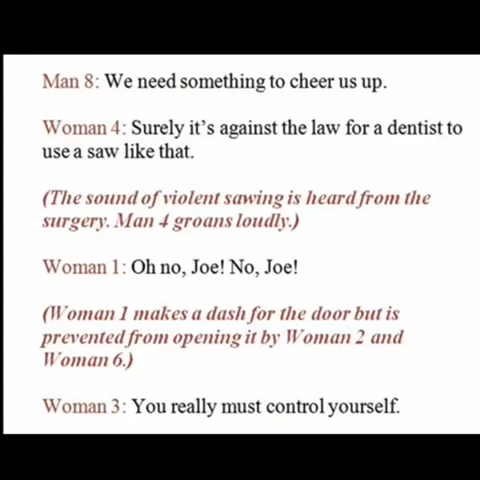 Man 8: We need something to cheer us up.
Woman 4: Surely it's against the law for a dentist to
use a saw like that.
(The sound of violent sawing is heard from the
surgery. Man 4 groans loudly.)
Woman 1: Oh no, Joe! No, Joe!
(Woman 1 makes a dash for the door but is
prevented from opening it by Woman 2 and
Woman 6.)
Woman 3: You really must control yourself.